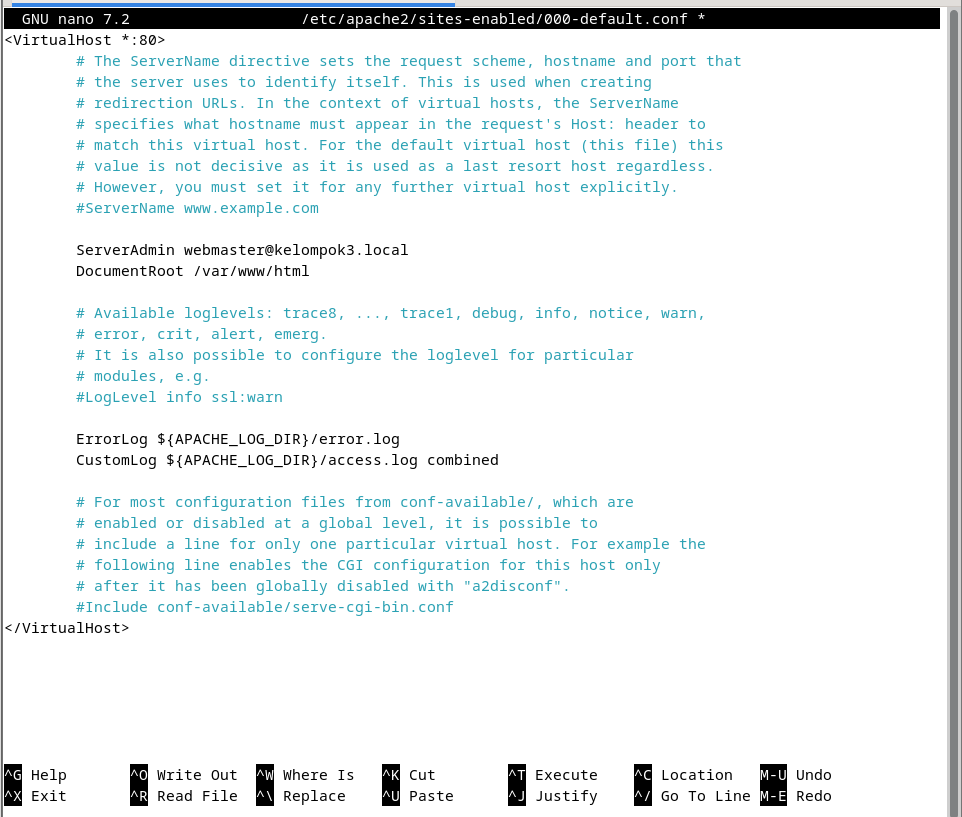 GNU nano 7.2 /etc/apache2/sites-enabled/000-default.conf *
<VirtualHost *:80>
# The ServerName directive sets the request scheme, hostname and port that
# the server uses to identify itself. This is used when creating
# redirection URLs. In the context of virtual hosts, the ServerName
# specifies what hostname must appear in the request's Host: header to
# match this virtual host. For the default virtual host (this file) this
# value is not decisive as it is used as a last resort host regardless.
# However, you must set it for any further virtual host explicitly.
#ServerName www.example.com
ServerAdmin webmaster@kelompok3.local
DocumentRoot /var/www/html
# Available loglevels: trace8, ..., trace1, debug, info, notice, warn,
# error, crit, alert, emerg.
# It is also possible to configure the loglevel for particular
# modules, e.g.
#LogLevel info ssl:warn
ErrorLog ${APACHE_LOG_DIR}/error.log
CustomLog ${APACHE_LOG_DIR}/access.log combined
# For most configuration files from conf-available/, which are
# enabled or disabled at a global level, it is possible to
# include a line for only one particular virtual host. For example the
# following line enables the CGI configuration for this host only
# after it has been globally disabled with "a2disconf".
#Include conf-available/serve-cgi-bin.conf
</VirtualHost>
^G Help ^O Write Out ^W Where Is ^K Cut ^T Execute ^C Location M-U Undo
^X Exit ^R Read File ^\ Replace ^U Paste ^J Justify ^/ Go To Line M-E Redo